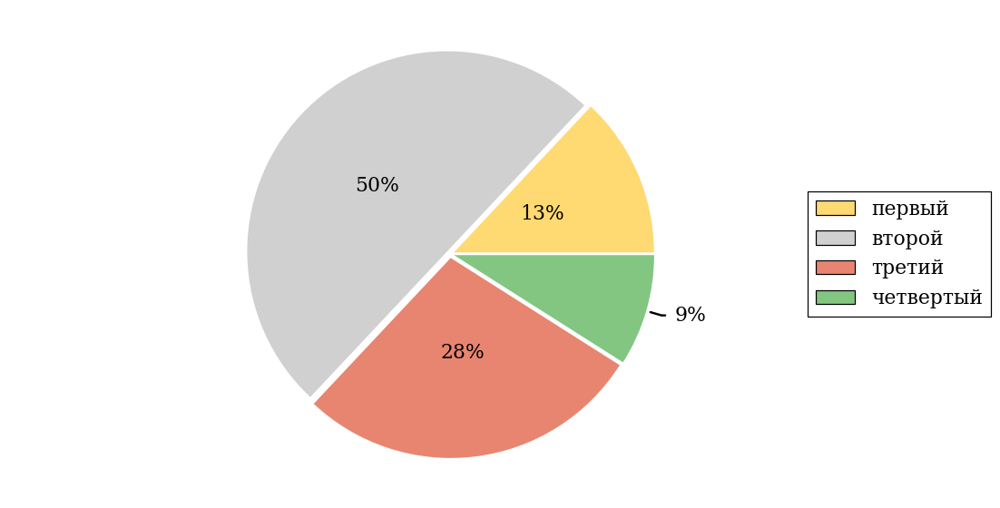 50%
13%
28%
9%
первый
второй
третий
четвертый